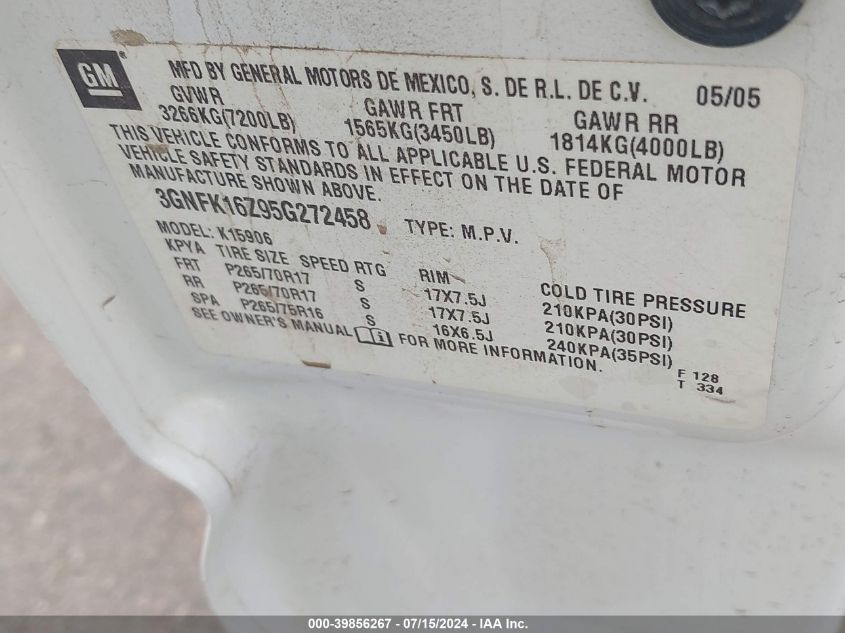 GM
MFD BY GENERAL MOTORS DE MEXICO, S. DE R.L. DE C.V. 05/05
GVWR GAWR FRT GAWR RR
3266KG(7200LB) 1565KG(3450LB) 1814KG(4000LB)
THIS VEHICLE CONFORMS TO ALL APPLICABLE U.S. FEDERAL MOTOR
VEHICLE SAFETY STANDARDS IN EFFECT ON THE DATE OF
MANUFACTURE SHOWN ABOVE.
3GNFK16Z95G272458 TYPE: M.P.V.
MODEL: K15906
KPYA TIRE SIZE SPEED RTG RIM COLD TIRE PRESSURE
FRT P265/70R17 S 17X7.5J 210KPA(30PSI)
RR P265/70R17 S 17X7.5J 210KPA(30PSI)
SPA P265/75R16 S 16X6.5J 240KPA(35PSI)
SEE OWNER'S MANUAL FOR MORE INFORMATION.
F 128
T 334
000-39856267 - 07/15/2024 - IAA Inc.